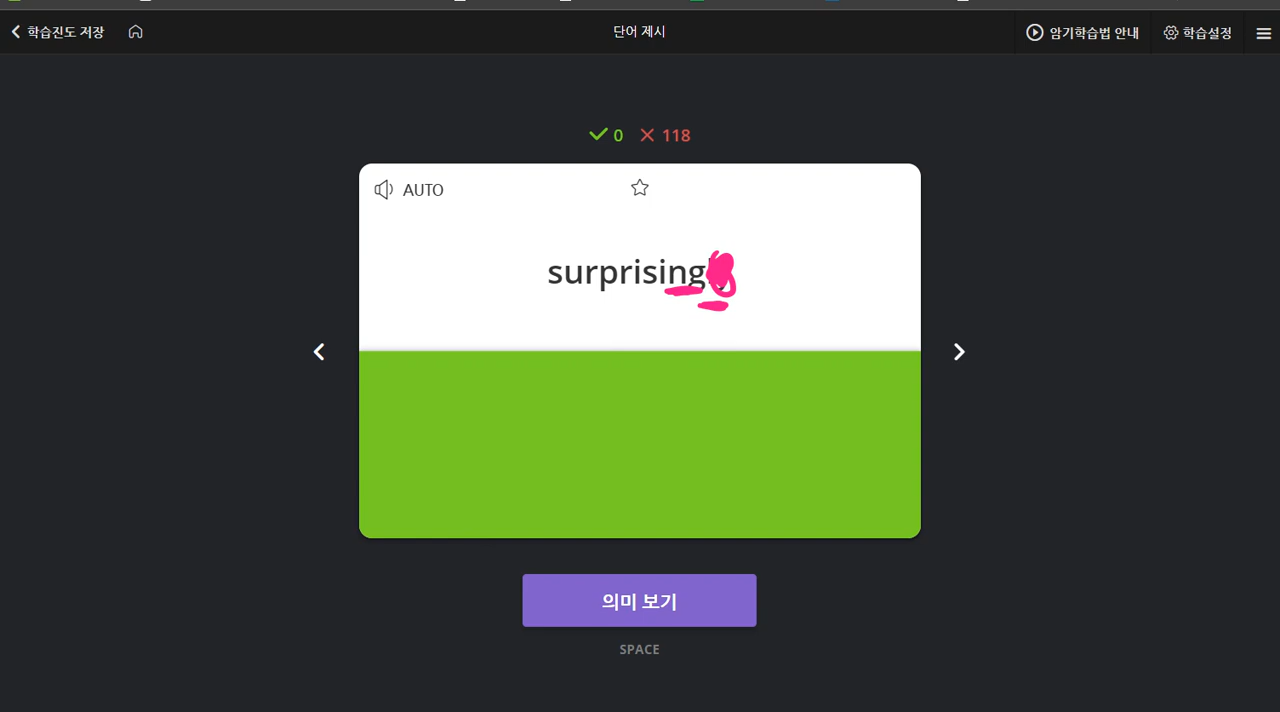 학습진도 저장
단어 제시
암기학습법 안내
학습설정
0 118
AUTO
surprisingly
의미 보기
SPACE